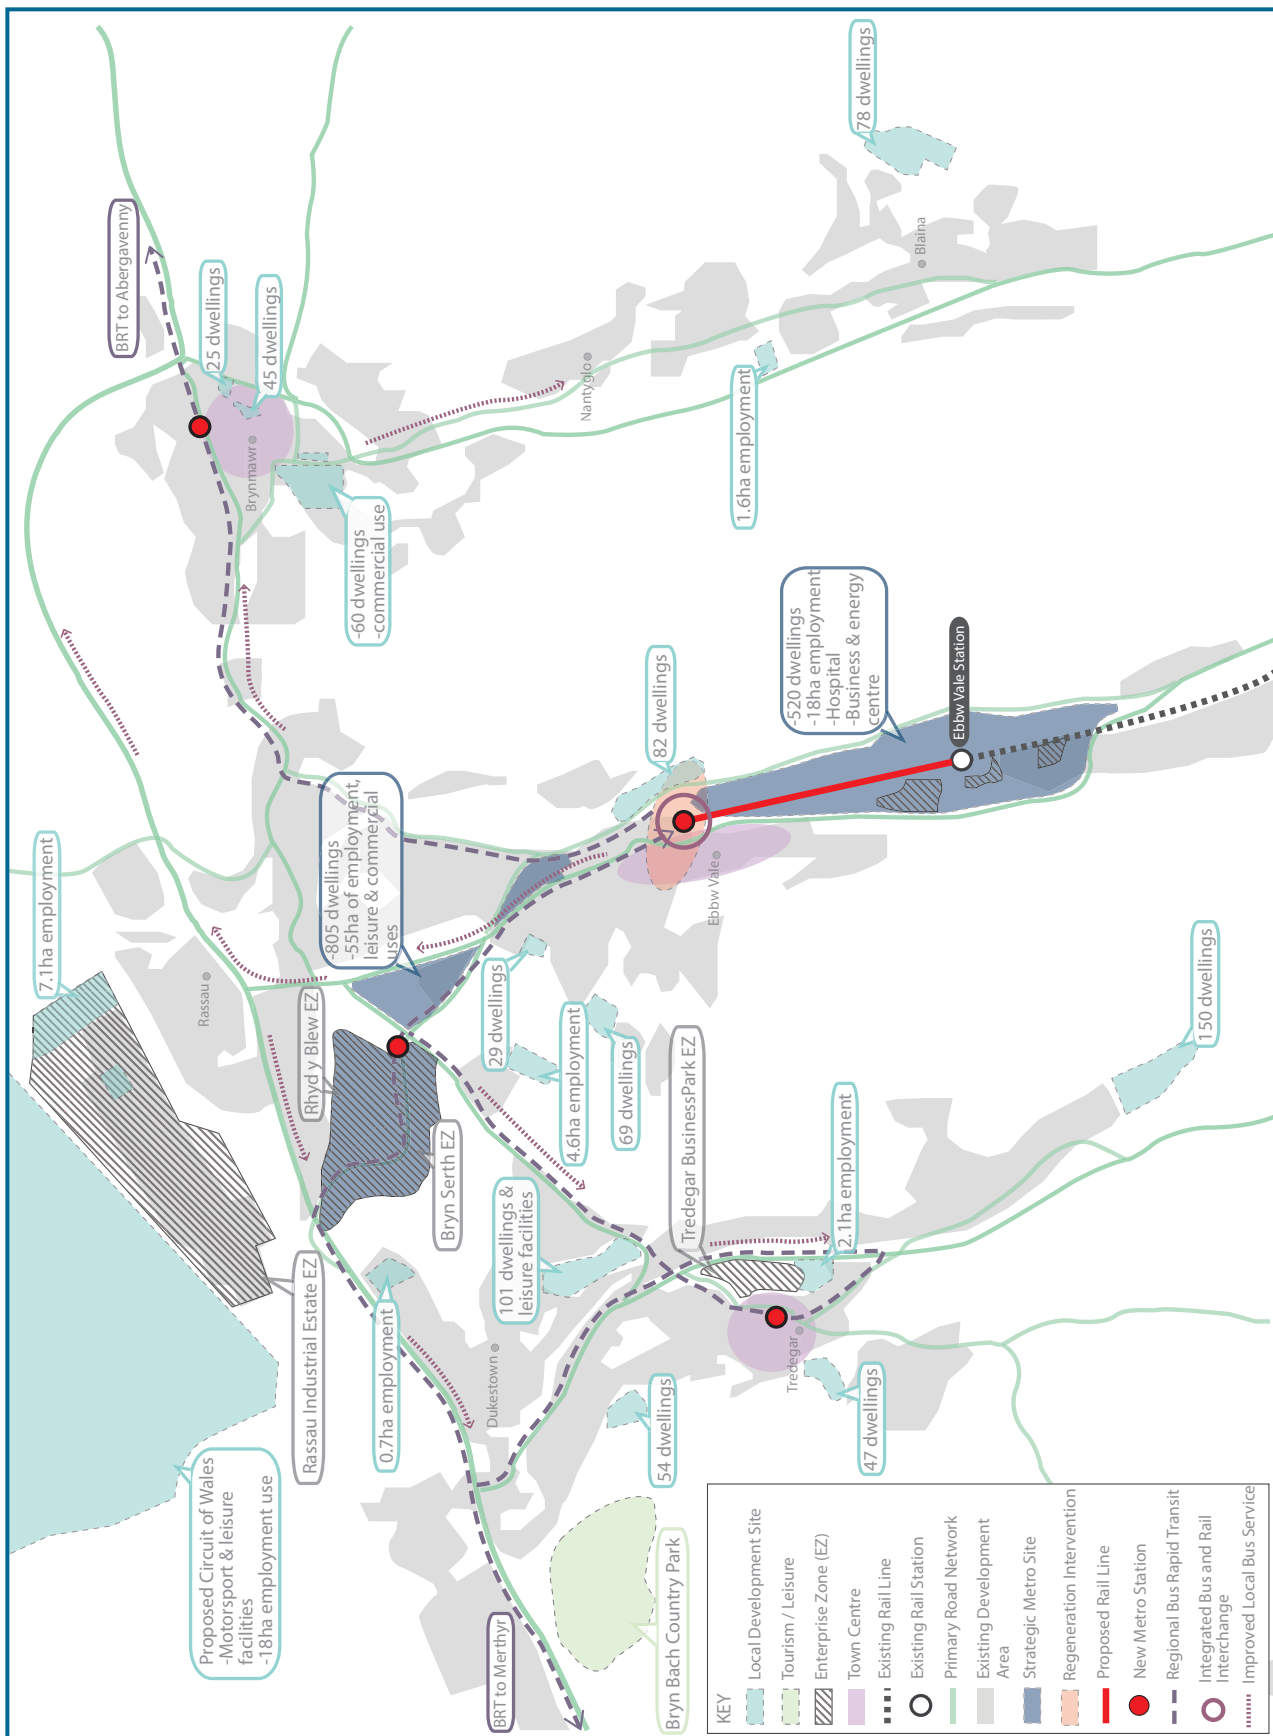 BRT to Abergavenny
25 dwellings
45 dwellings
Brynmawr
-60 dwellings
-commercial use
78 dwellings
Blaina
Nantyglo
1.6ha employment
-520 dwellings
-18ha employment
-Hospital
-Business & energy
centre
Ebbw Vale Station
82 dwellings
Ebbw Vale
-805 dwellings
-55ha of employment,
leisure & commercial
uses
7.1ha employment
Rassau
Rhyd y Blew EZ
Bryn Serth EZ
29 dwellings
4.6ha employment
69 dwellings
Tredegar BusinessPark EZ
2.1ha employment
150 dwellings
101 dwellings &
leisure facilities
Rassau Industrial Estate EZ
0.7ha employment
Dukestown
54 dwellings
Tredegar
47 dwellings
Proposed Circuit of Wales
-Motorsport & leisure
facilities
-18ha employment use
BRT to Merthyr
Bryn Bach Country Park
KEY
Local Development Site
Tourism / Leisure
Enterprise Zone (EZ)
Town Centre
Existing Rail Line
Existing Rail Station
Primary Road Network
Existing Development
Area
Strategic Metro Site
Regeneration Intervention
Proposed Rail Line
New Metro Station
Regional Bus Rapid Transit
Integrated Bus and Rail
Interchange
Improved Local Bus Service